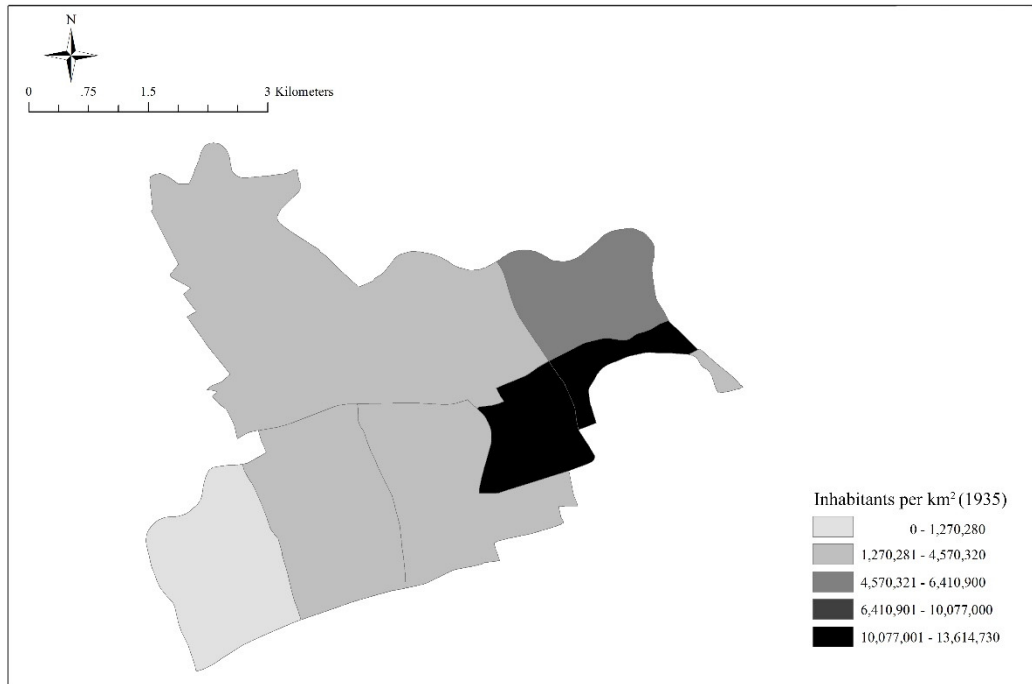 N
0 .75 1.5 3 Kilometers
Inhabitants per km² (1935)
0 - 1,270,280
1,270,281 - 4,570,320
4,570,321 - 6,410,900
6,410,901 - 10,077,000
10,077,001 - 13,614,730